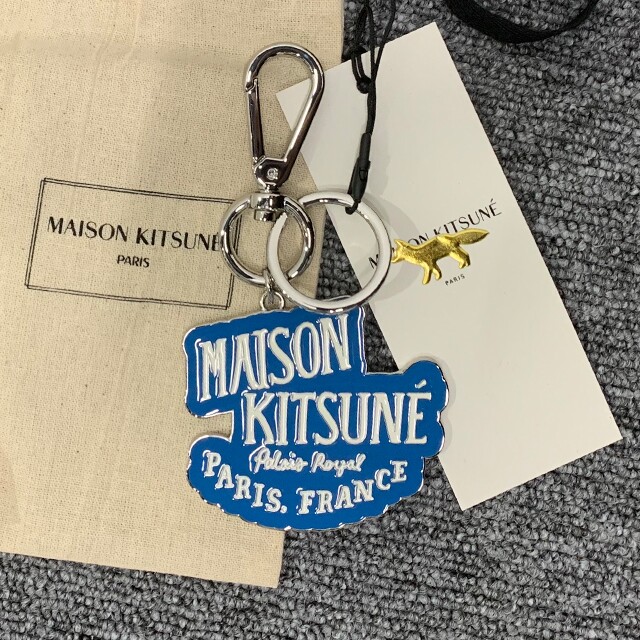 MAISON KITSUNÉ
PARIS
MAISON KITSUNÉ
PARIS
MAISON
KITSUNÉ
Palais Royal
PARIS. FRANCE